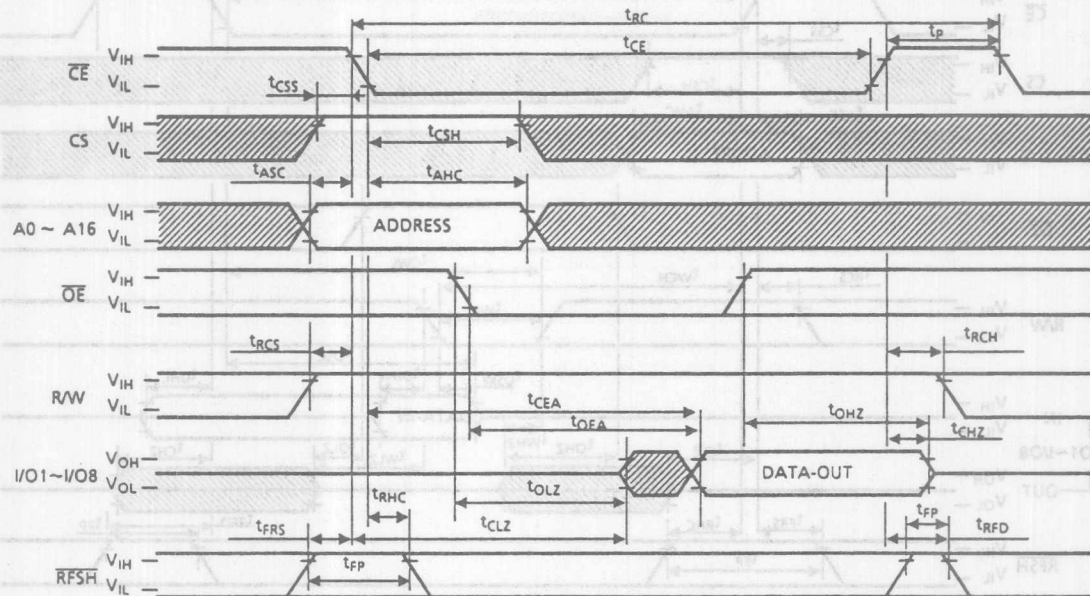 tRC
tCE
tP
CE
VIH
VIL
tCSS
CS
VIH
VIL
tCSH
tASC
tAHC
A0 ~ A16
VIH
VIL
ADDRESS
OE
VIH
VIL
tRCS
tRCH
R/W
VIH
VIL
tCEA
tOEA
tOHZ
tCHZ
I/O1~I/O8
VOH
VOL
DATA-OUT
tRHC
tOLZ
tFRS
tCLZ
tFP
tRFD
RFSH
VIH
VIL
tFP